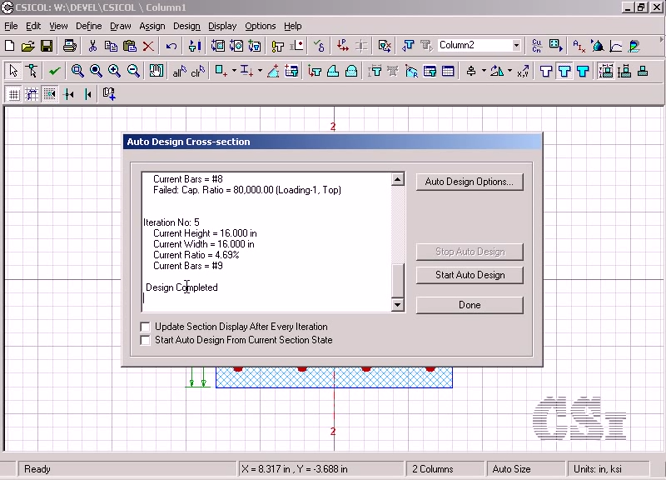 CSICOL: W:\DEVEL\CSICOL \ Column1
File Edit View Define Draw Assign Design Display Options Help
Column2
all clr
2
Auto Design Cross-section
Current Bars = #8
Failed: Cap. Ratio = 80,000.00 (Loading-1, Top)
Iteration No: 5
Current Height = 16.000 in
Current Width = 16.000 in
Current Ratio = 4.69%
Current Bars = #9
Design Completed
Auto Design Options...
Stop Auto Design
Start Auto Design
Done
Update Section Display After Every Iteration
Start Auto Design From Current Section State
2
CSI
Ready X = 8.317 in , Y = -3.688 in 2 Columns Auto Size Units: in, ksi